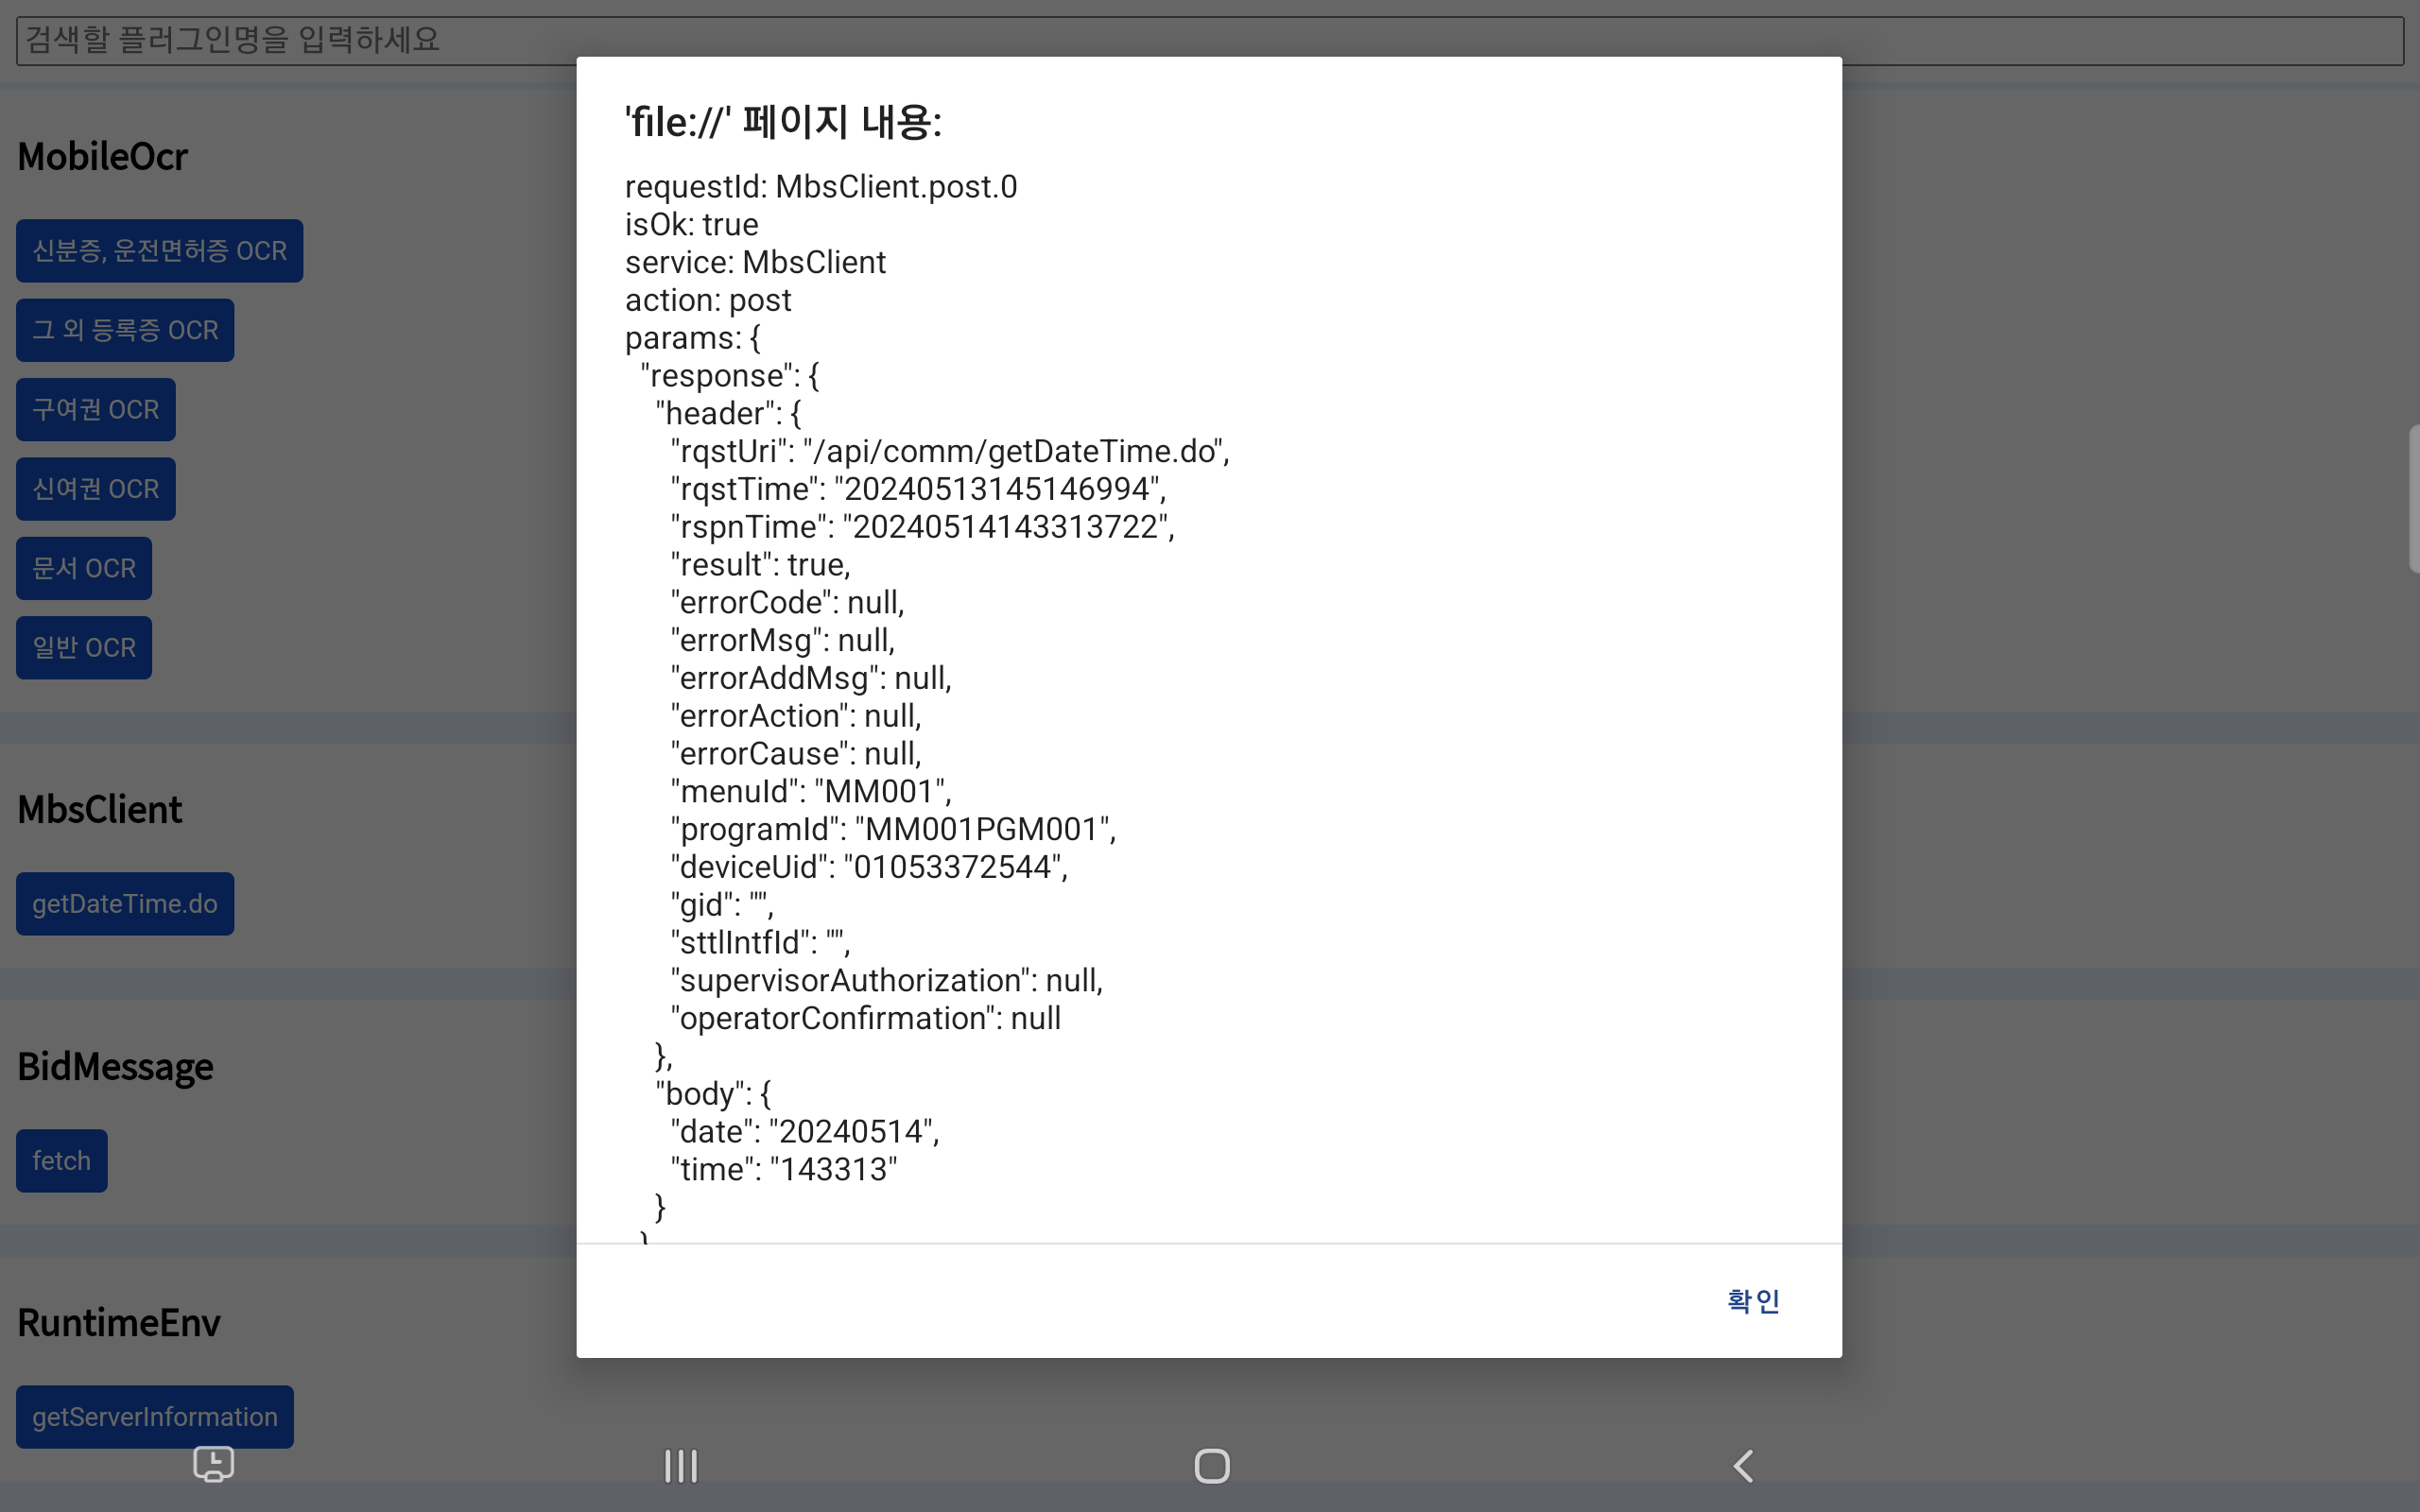 검색할 플러그인명을 입력하세요
MobileOcr
신분증, 운전면허증 OCR
그 외 등록증 OCR
구여권 OCR
신여권 OCR
문서 OCR
일반 OCR
MbsClient
getDateTime.do
BidMessage
fetch
RuntimeEnv
getServerInformation
'file://' 페이지 내용:
requestId: MbsClient.post.0
isOk: true
service: MbsClient
action: post
params: {
"response": {
"header": {
"rqstUri": "/api/comm/getDateTime.do",
"rqstTime": "20240513145146994",
"rspnTime": "20240514143313722",
"result": true,
"errorCode": null,
"errorMsg": null,
"errorAddMsg": null,
"errorAction": null,
"errorCause": null,
"menuId": "MM001",
"programId": "MM001PGM001",
"deviceUid": "01053372544",
"gid": "",
"sttlIntfId": "",
"supervisorAuthorization": null,
"operatorConfirmation": null
},
"body": {
"date": "20240514",
"time": "143313"
}
}
확인